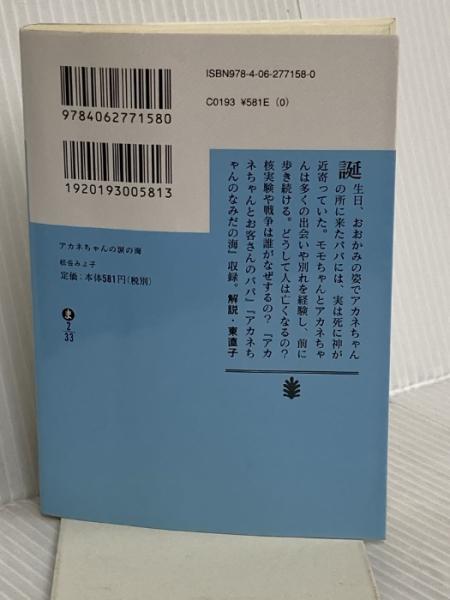 ISBN978-4-06-277158-0
C0193 ¥581E (0)
9784062771580
1920193005813
誕生日、おおかみの姿でアカネちゃん
の所に来たパパには、実は死に神が
近寄っていた。モモちゃんとアカネちゃ
んは多くの出会いや別れを経験し、前に
歩き続ける。どうして人は亡くなるの?
核実験や戦争は誰がなぜするの?『アカ
ネちゃんとお客さんのパパ』『アカネち
ゃんのなみだの海』収録。解説・東直子
アカネちゃんの涙の海
松谷みよ子
定価:本体581円(税別)
ま
2
33